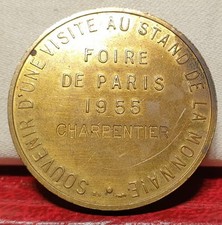 "SOUVENIR D'UNE VISITE AU STAND DE LA MONNAIE"
FOIRE
DE PARIS
1955
CHARPENTIER